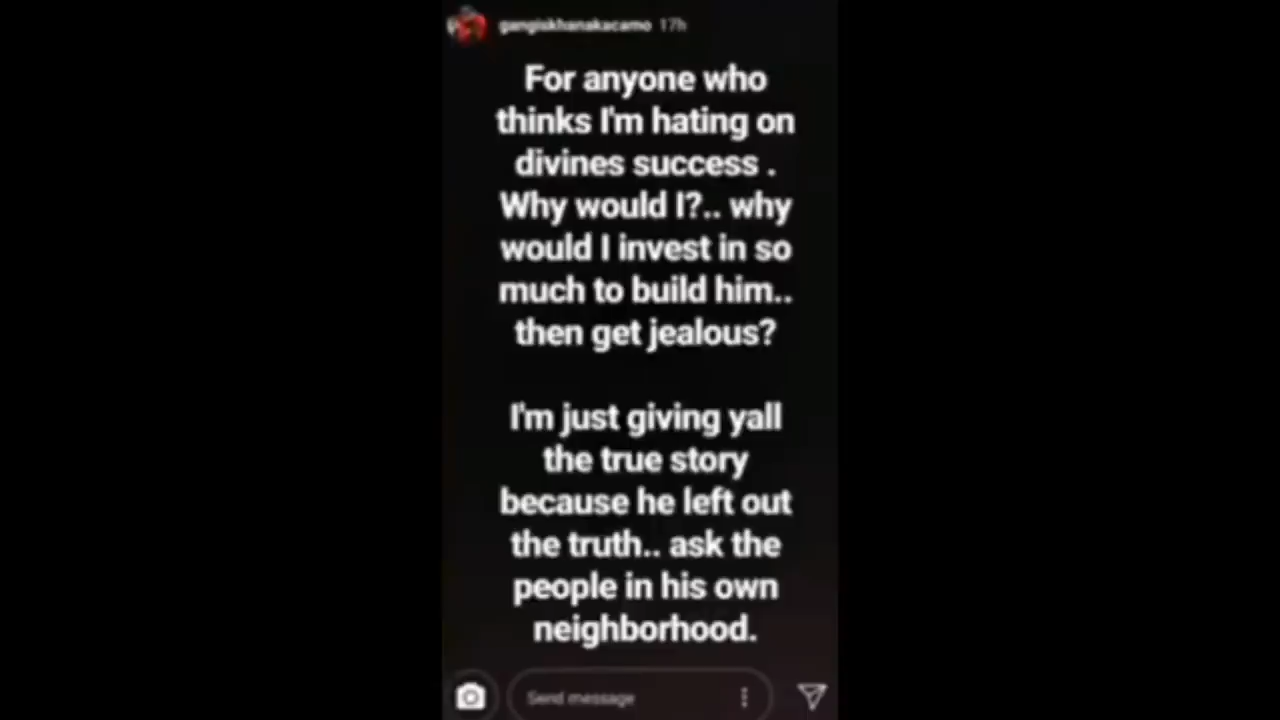 gangiskhanakacamo 17h
For anyone who
thinks I'm hating on
divines success .
Why would I?.. why
would I invest in so
much to build him..
then get jealous?
I'm just giving yall
the true story
because he left out
the truth.. ask the
people in his own
neighborhood.
Send message